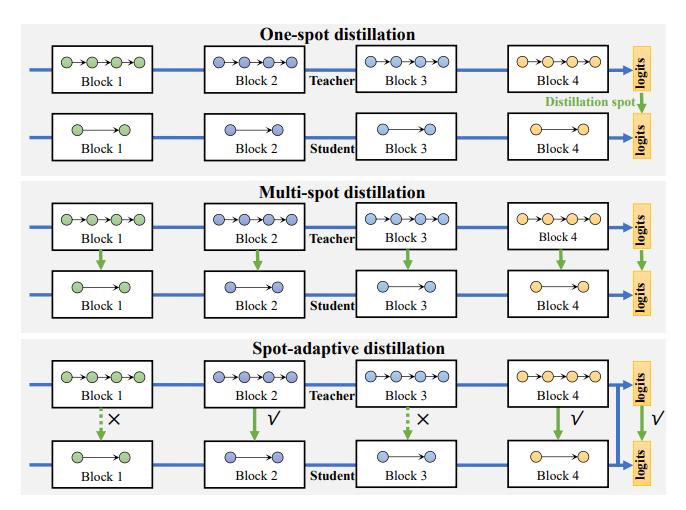 One-spot distillation
Block 1 Block 2 Teacher Block 3 Block 4 logits
Distillation spot
Block 1 Block 2 Student Block 3 Block 4 logits
Multi-spot distillation
Block 1 Block 2 Teacher Block 3 Block 4 logits
Block 1 Block 2 Student Block 3 Block 4 logits
Spot-adaptive distillation
Block 1 Block 2 Teacher Block 3 Block 4 logits
× √ × √ √
Block 1 Block 2 Student Block 3 Block 4 logits